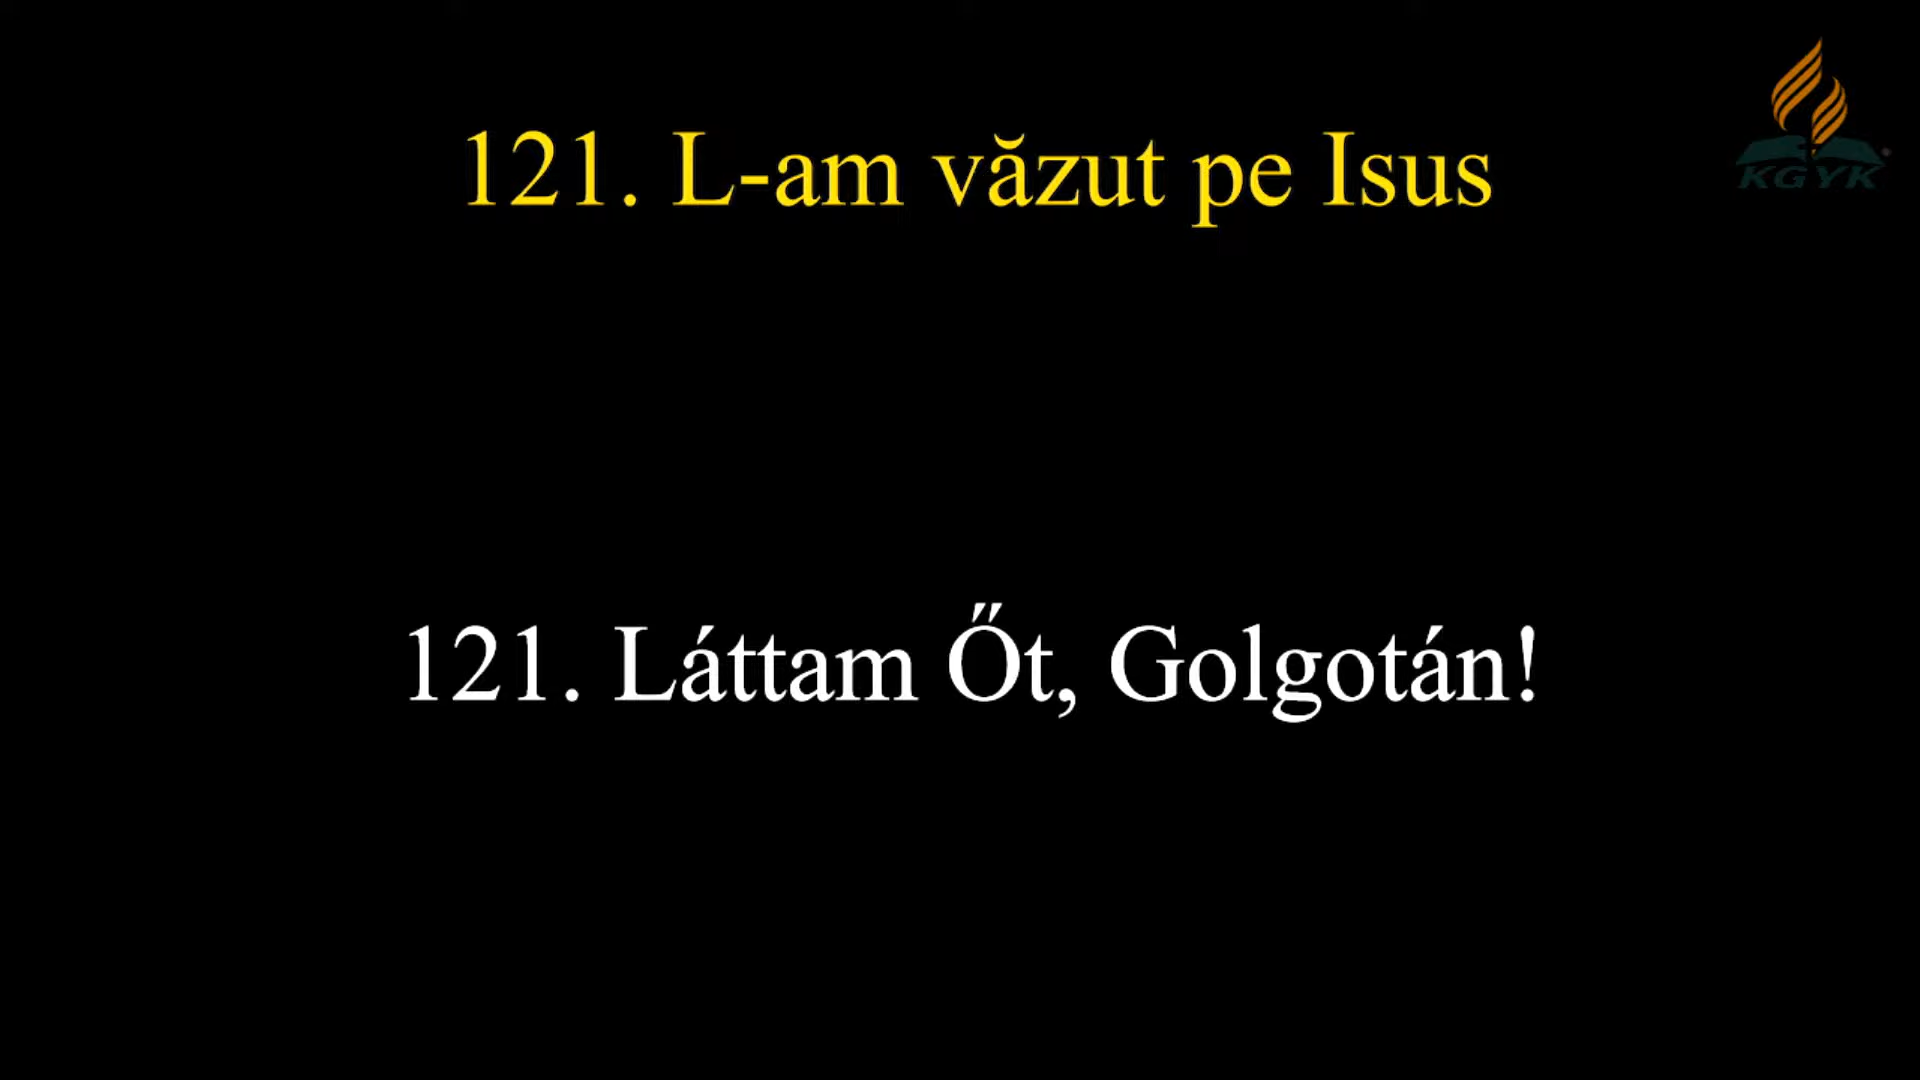 121. L-am văzut pe Isus
KGYK
121. Láttam Őt, Golgotán!